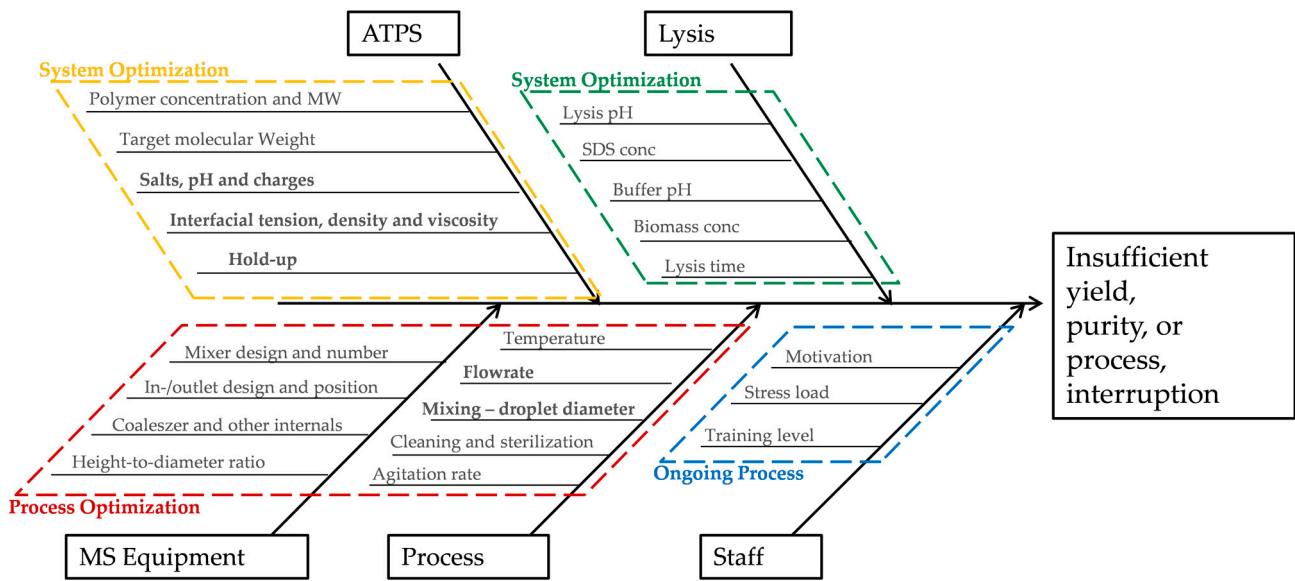 ATPS
Lysis
System Optimization
Polymer concentration and MW
Target molecular Weight
Salts, pH and charges
Interfacial tension, density and viscosity
Hold-up
System Optimization
Lysis pH
SDS conc
Buffer pH
Biomass conc
Lysis time
Insufficient
yield,
purity, or
process,
interruption
Mixer design and number
In-/outlet design and position
Coaleszer and other internals
Height-to-diameter ratio
Process Optimization
Temperature
Flowrate
Mixing – droplet diameter
Cleaning and sterilization
Agitation rate
Motivation
Stress load
Training level
Ongoing Process
MS Equipment
Process
Staff